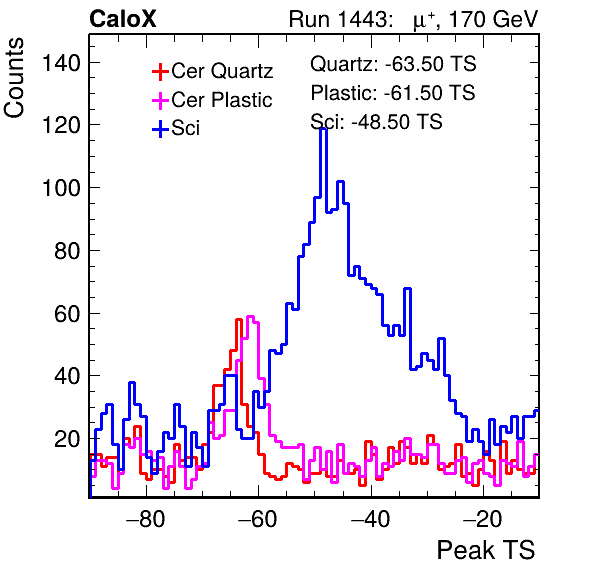 CaloX Run 1443: μ⁺, 170 GeV
Counts
Cer Quartz
Cer Plastic
Sci
Quartz: -63.50 TS
Plastic: -61.50 TS
Sci: -48.50 TS
140
120
100
80
60
40
20
−80 −60 −40 −20
Peak TS